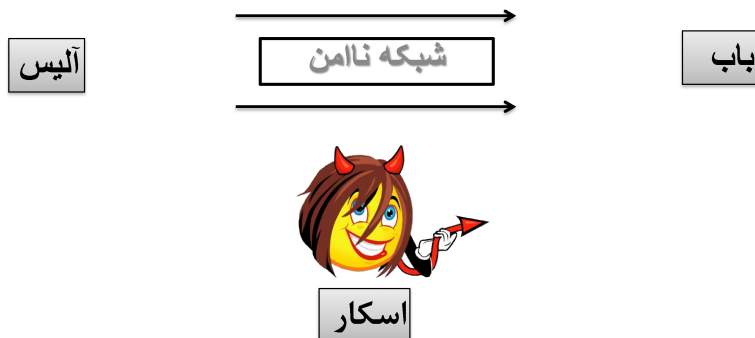 آلیس
شبکه ناامن
باب
اسکار